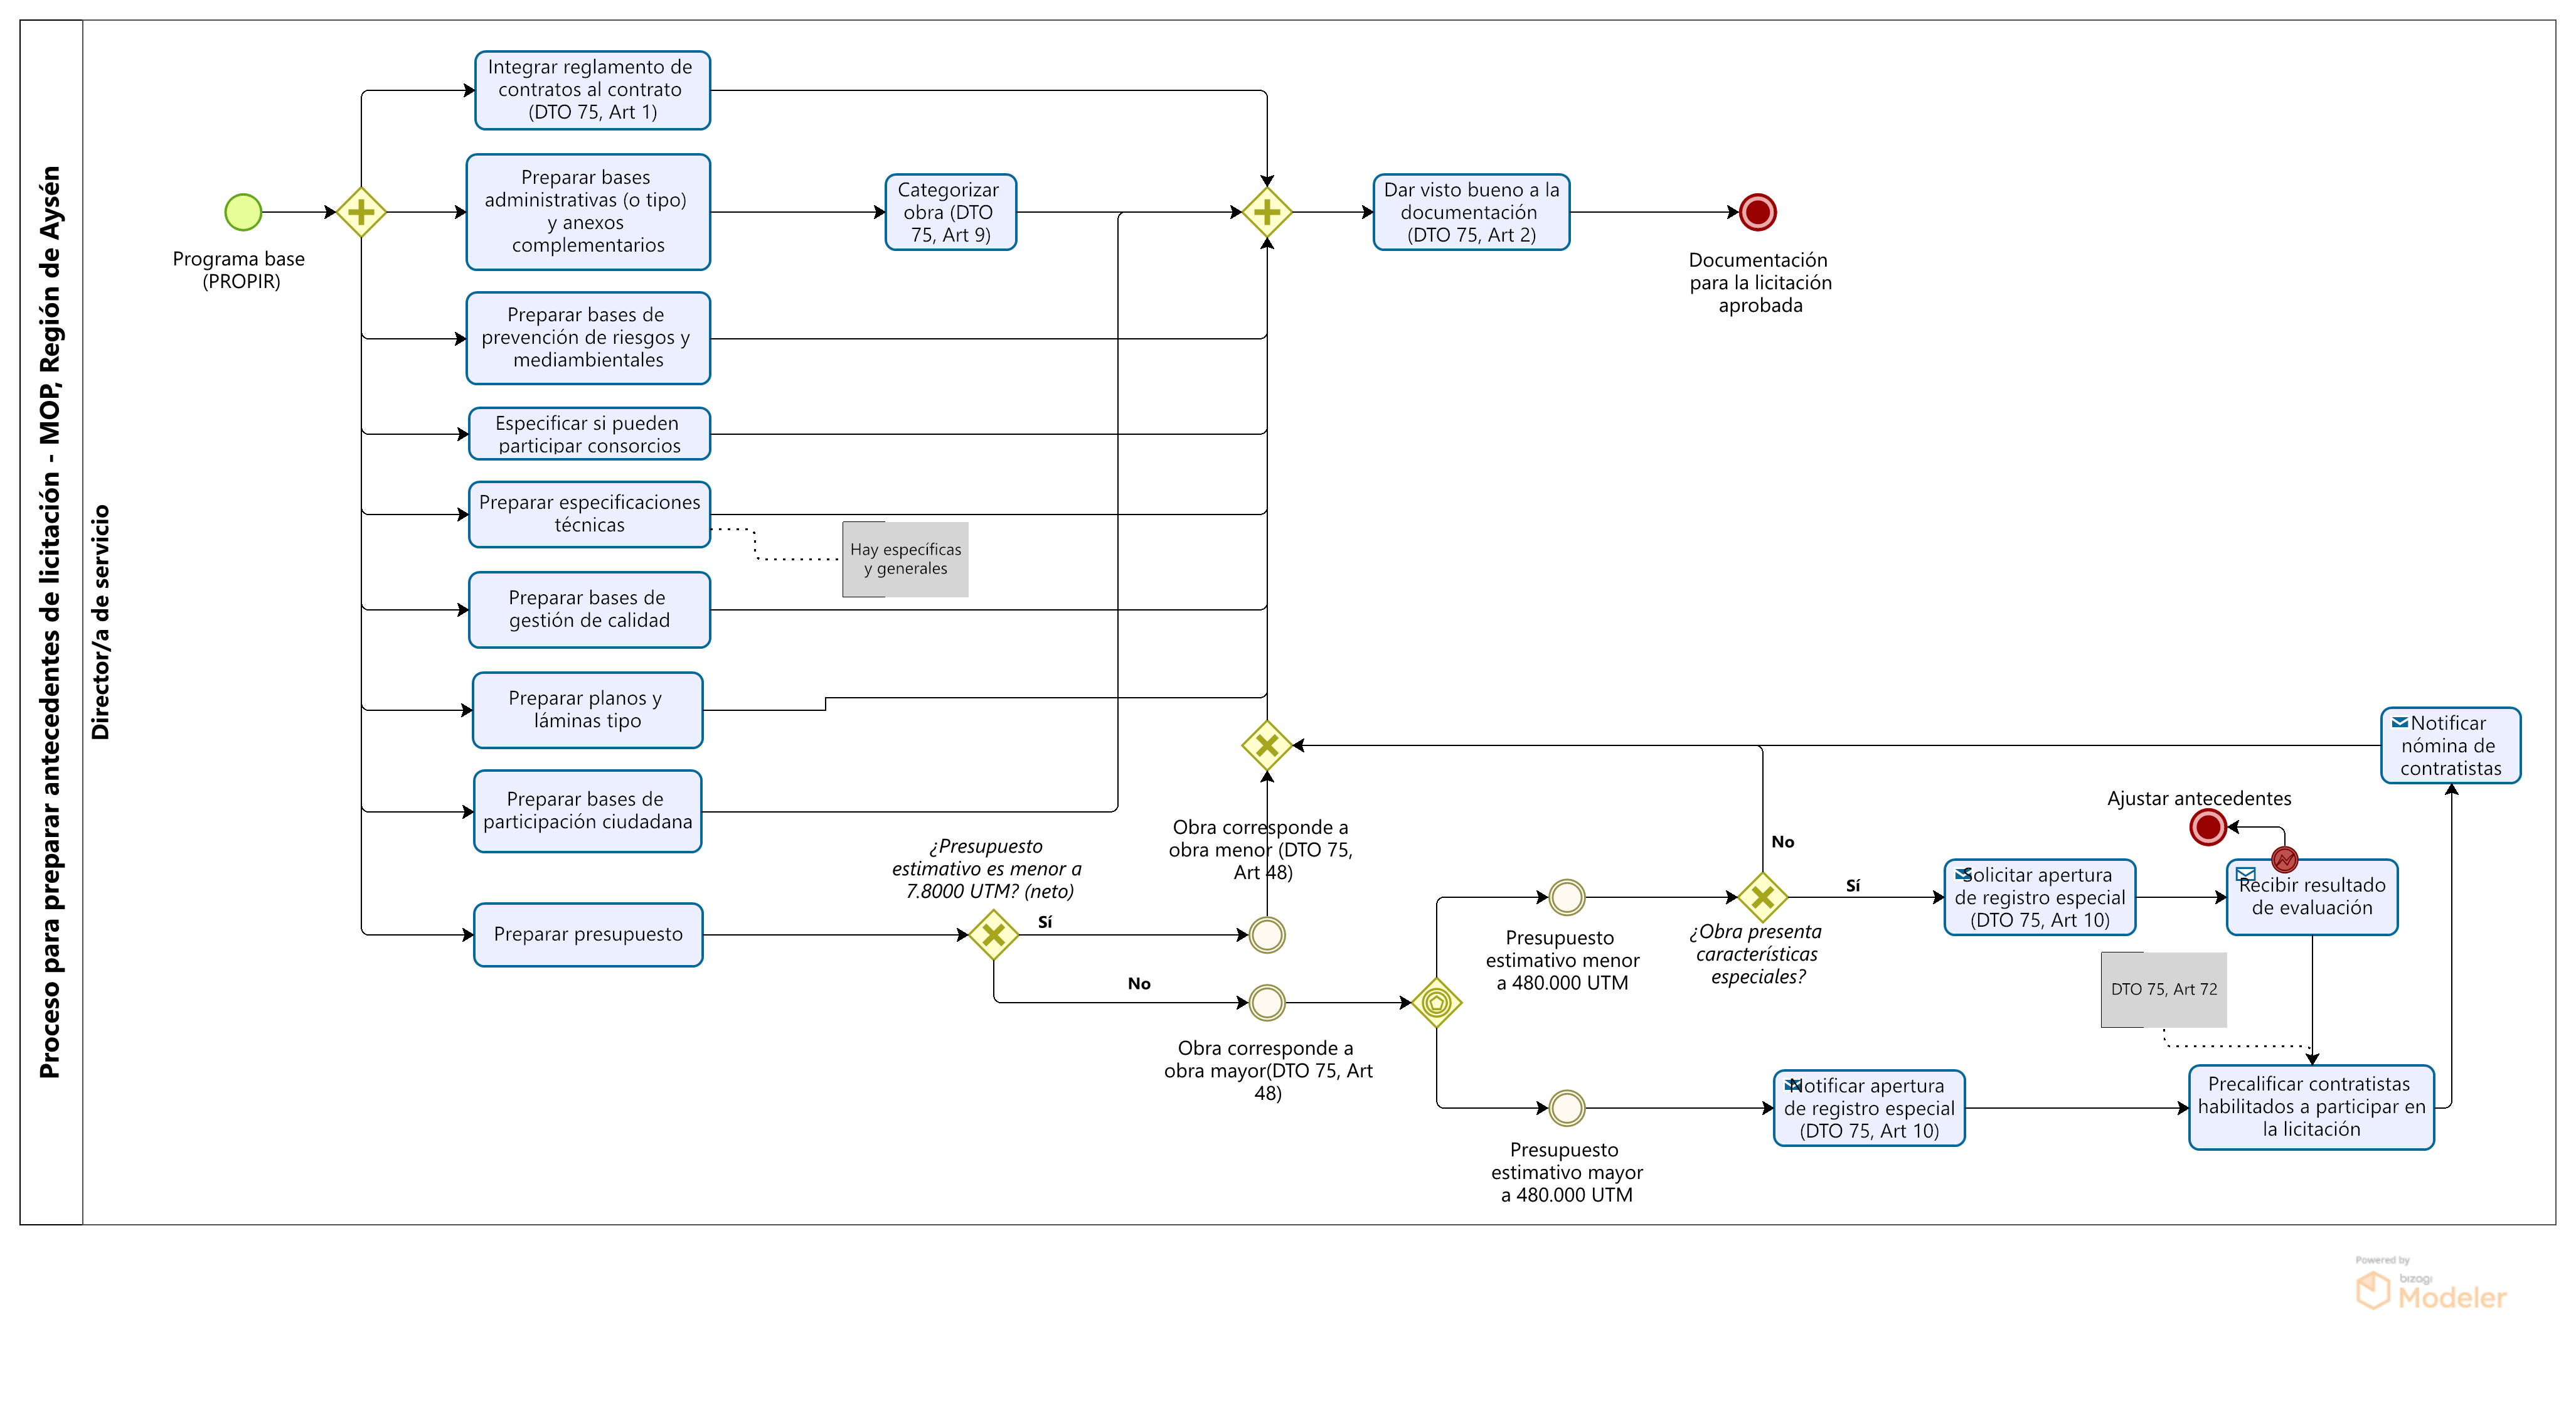 Proceso para preparar antecedentes de licitación - MOP, Región de Aysén
Director/a de servicio
Programa base
(PROPIR)
Integrar reglamento de
contratos al contrato
(DTO 75, Art 1)
Preparar bases
administrativas (o tipo)
y anexos
complementarios
Categorizar
obra (DTO
75, Art 9)
Dar visto bueno a la
documentación
(DTO 75, Art 2)
Documentación
para la licitación
aprobada
Preparar bases de
prevención de riesgos y
mediambientales
Especificar si pueden
participar consorcios
Preparar especificaciones
técnicas
Hay específicas
y generales
Preparar bases de
gestión de calidad
Preparar planos y
láminas tipo
Preparar bases de
participación ciudadana
Preparar presupuesto
¿Presupuesto
estimativo es menor a
7.8000 UTM? (neto)
Sí
No
Obra corresponde a
obra menor (DTO 75,
Art 48)
Obra corresponde a
obra mayor(DTO 75, Art
48)
Presupuesto
estimativo menor
a 480.000 UTM
Presupuesto
estimativo mayor
a 480.000 UTM
¿Obra presenta
características
especiales?
No
Sí
Solicitar apertura
de registro especial
(DTO 75, Art 10)
Recibir resultado
de evaluación
Ajustar antecedentes
Notificar
nómina de
contratistas
DTO 75, Art 72
Notificar apertura
de registro especial
(DTO 75, Art 10)
Precalificar contratistas
habilitados a participar en
la licitación
Powered by
bizagi
Modeler